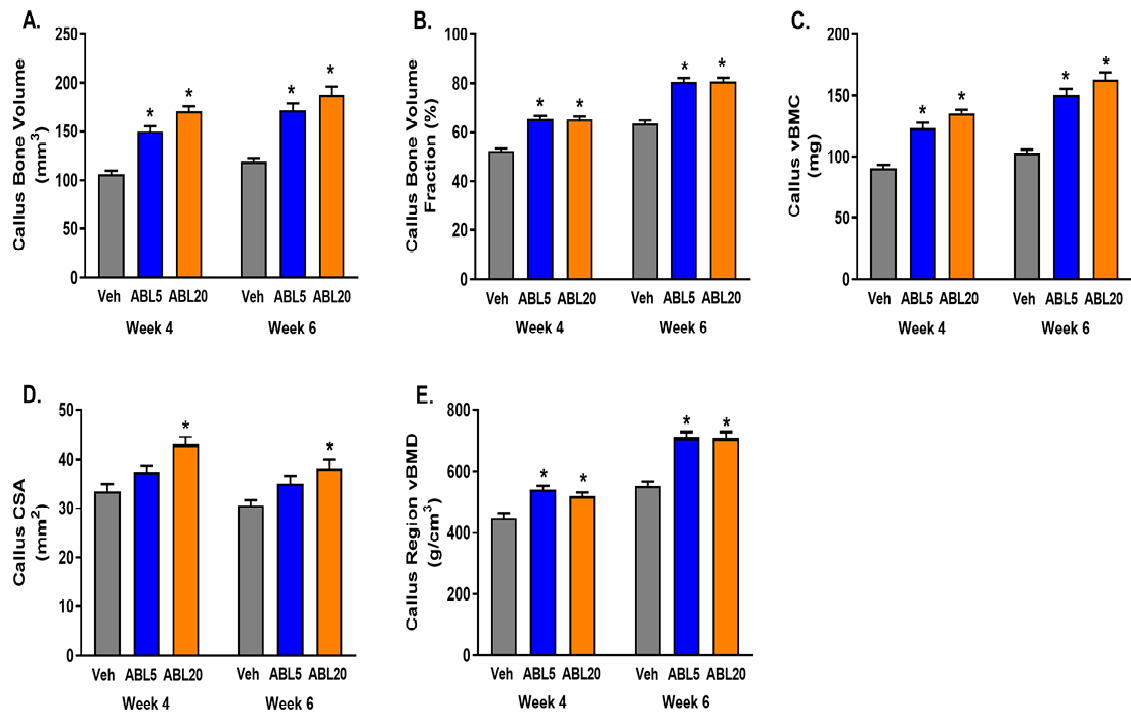 A.
Callus Bone Volume
(mm³)
250
200
150
100
50
0
* * * *
Veh ABL5 ABL20 Veh ABL5 ABL20
Week 4 Week 6
B.
Callus Bone Volume
Fraction (%)
100
80
60
40
20
0
* * * *
Veh ABL5 ABL20 Veh ABL5 ABL20
Week 4 Week 6
C.
Callus vBMC
(mg)
200
150
100
50
0
* * * *
Veh ABL5 ABL20 Veh ABL5 ABL20
Week 4 Week 6
D.
Callus CSA
(mm²)
50
40
30
20
10
0
* *
Veh ABL5 ABL20 Veh ABL5 ABL20
Week 4 Week 6
E.
Callus Region vBMD
(g/cm³)
800
600
400
200
0
* * * *
Veh ABL5 ABL20 Veh ABL5 ABL20
Week 4 Week 6